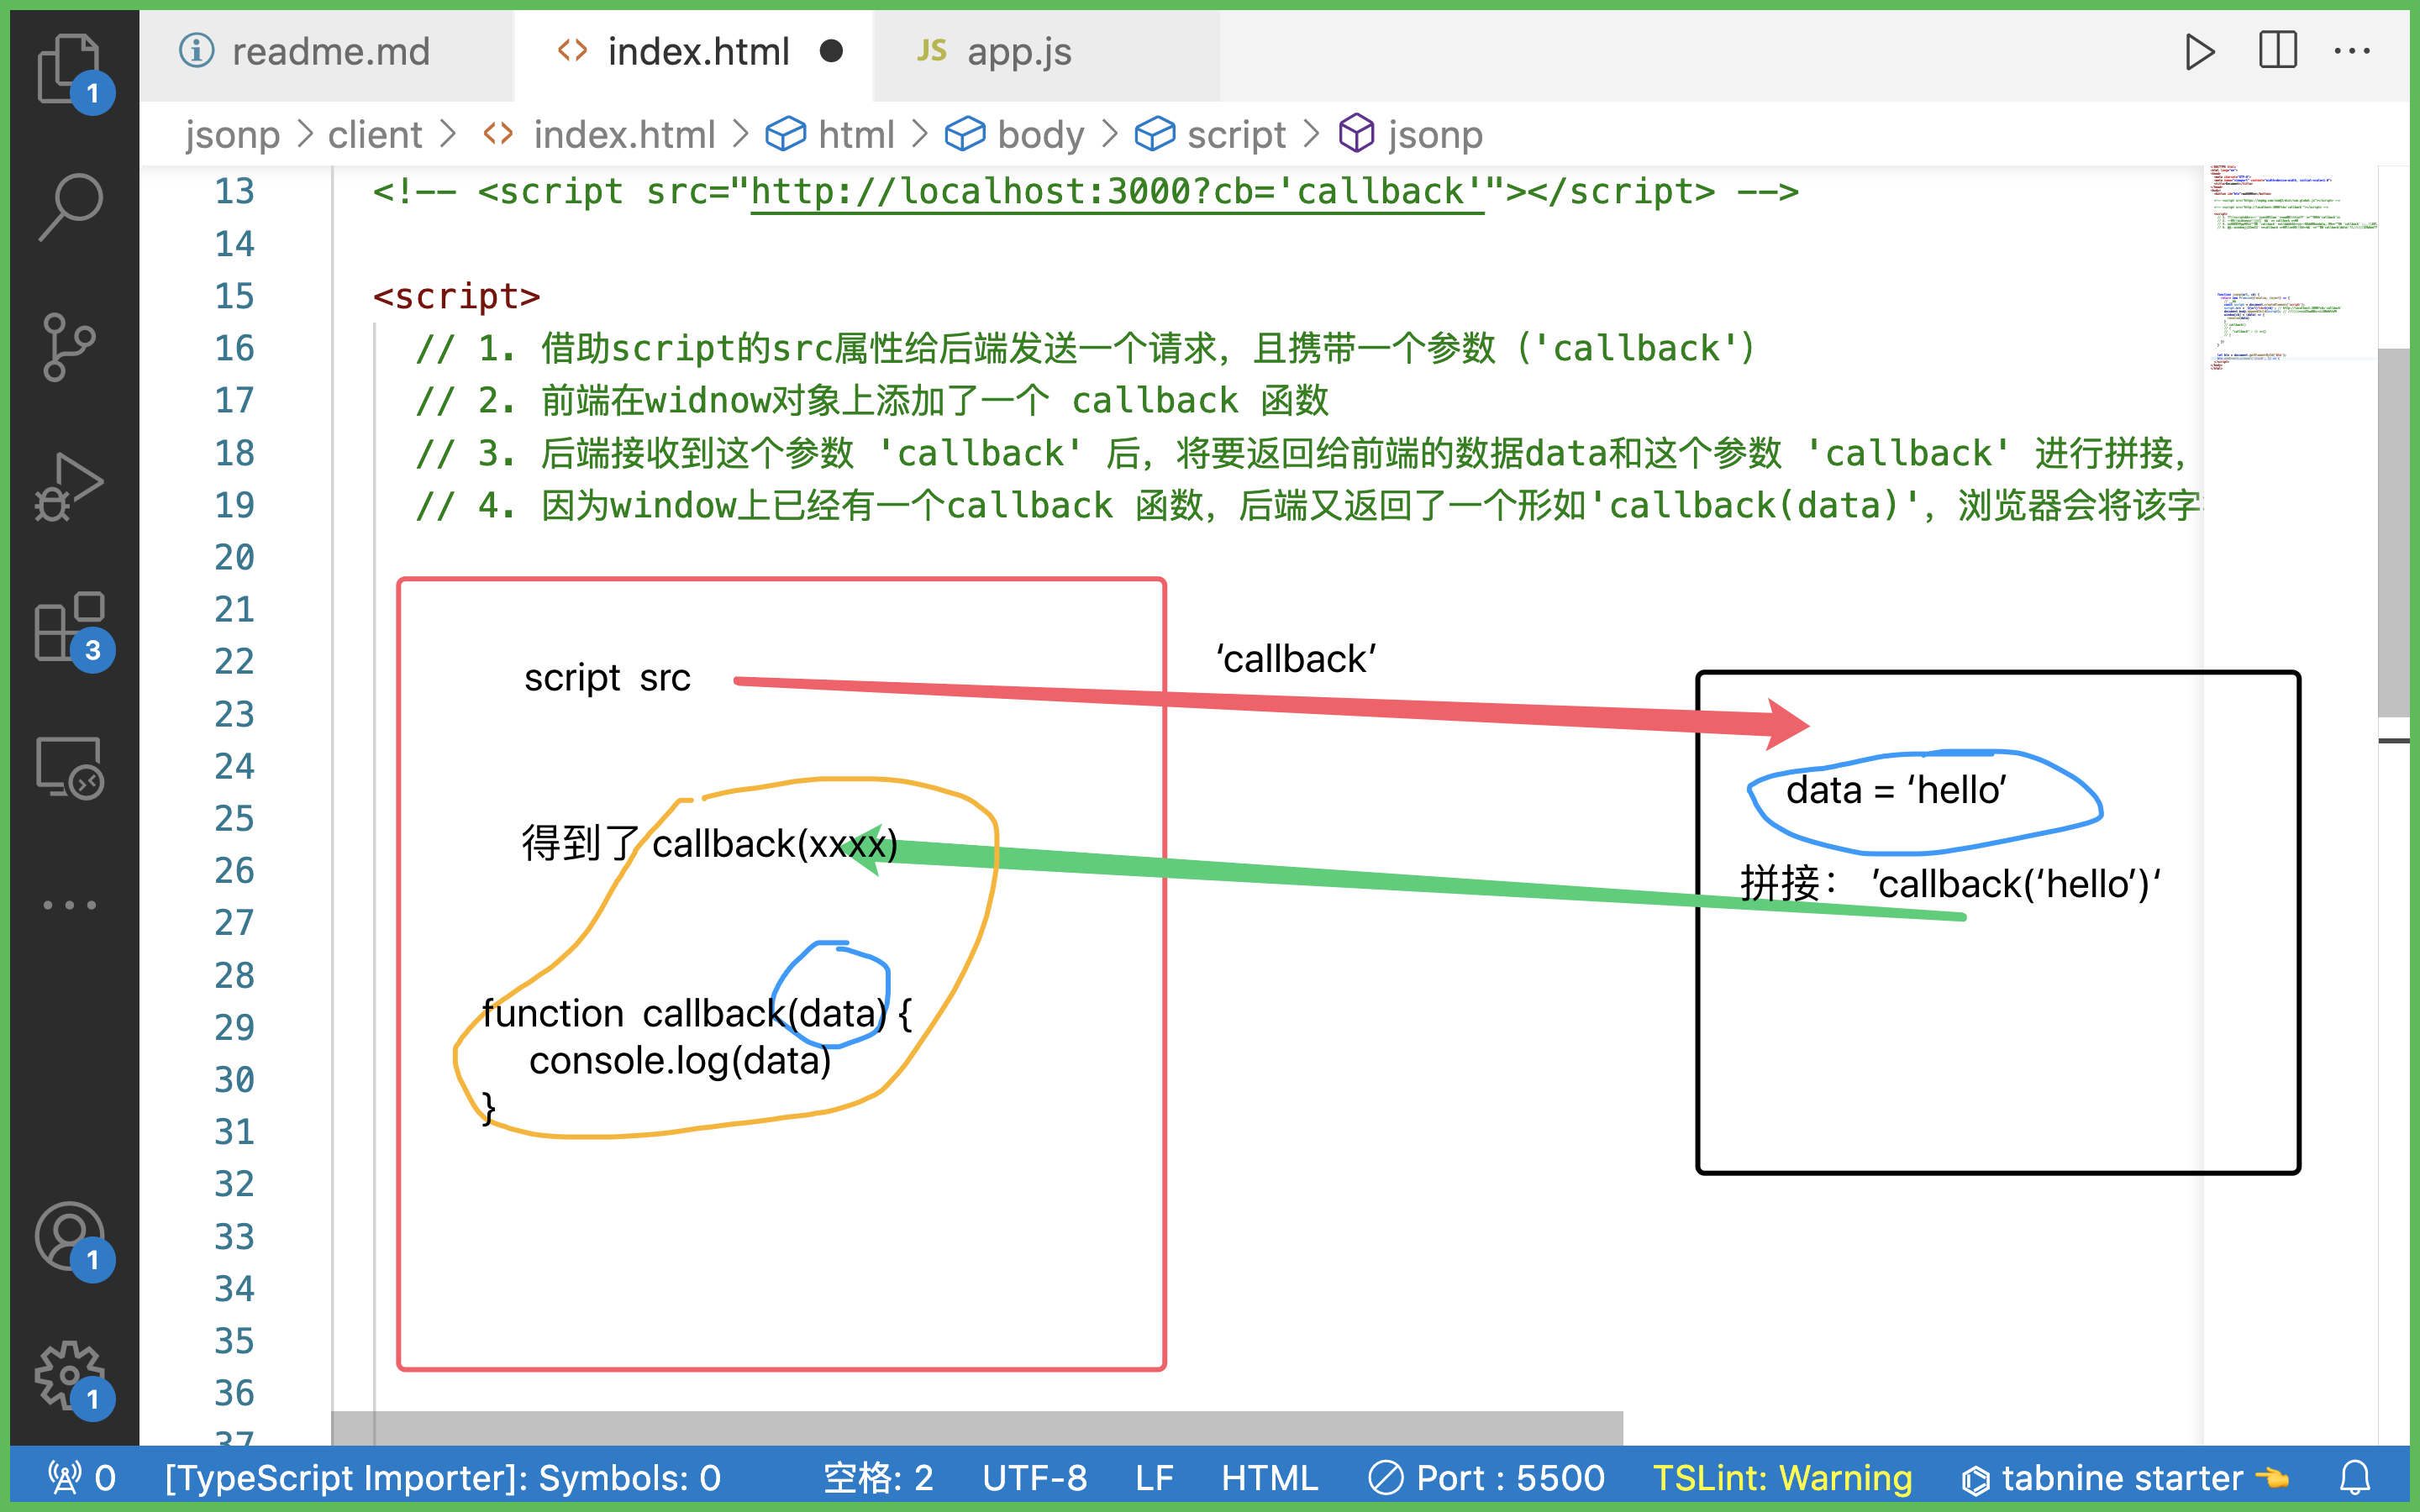 readme.md
index.html
JS app.js
jsonp > client > index.html > html > body > script > jsonp
13 <!-- <script src="http://localhost:3000?cb='callback'"></script> -->
14
15 <script>
16 // 1. 借助script的src属性给后端发送一个请求，且携带一个参数（'callback'）
17 // 2. 前端在widnow对象上添加了一个 callback 函数
18 // 3. 后端接收到这个参数 'callback' 后，将要返回给前端的数据data和这个参数 'callback' 进行拼接，
19 // 4. 因为window上已经有一个callback 函数，后端又返回了一个形如'callback(data)'，浏览器会将该字
20
21
22
23
24
25
26
27
28
29
30
31
32
33
34
35
36
37
script src
‘callback‘
data = ‘hello’
得到了 callback(xxxx)
拼接： ’callback(‘hello’)‘
function callback(data) {
console.log(data)
}
1
3
1
1
0 [TypeScript Importer]: Symbols: 0 空格: 2 UTF-8 LF HTML Port : 5500 TSLint: Warning tabnine starter